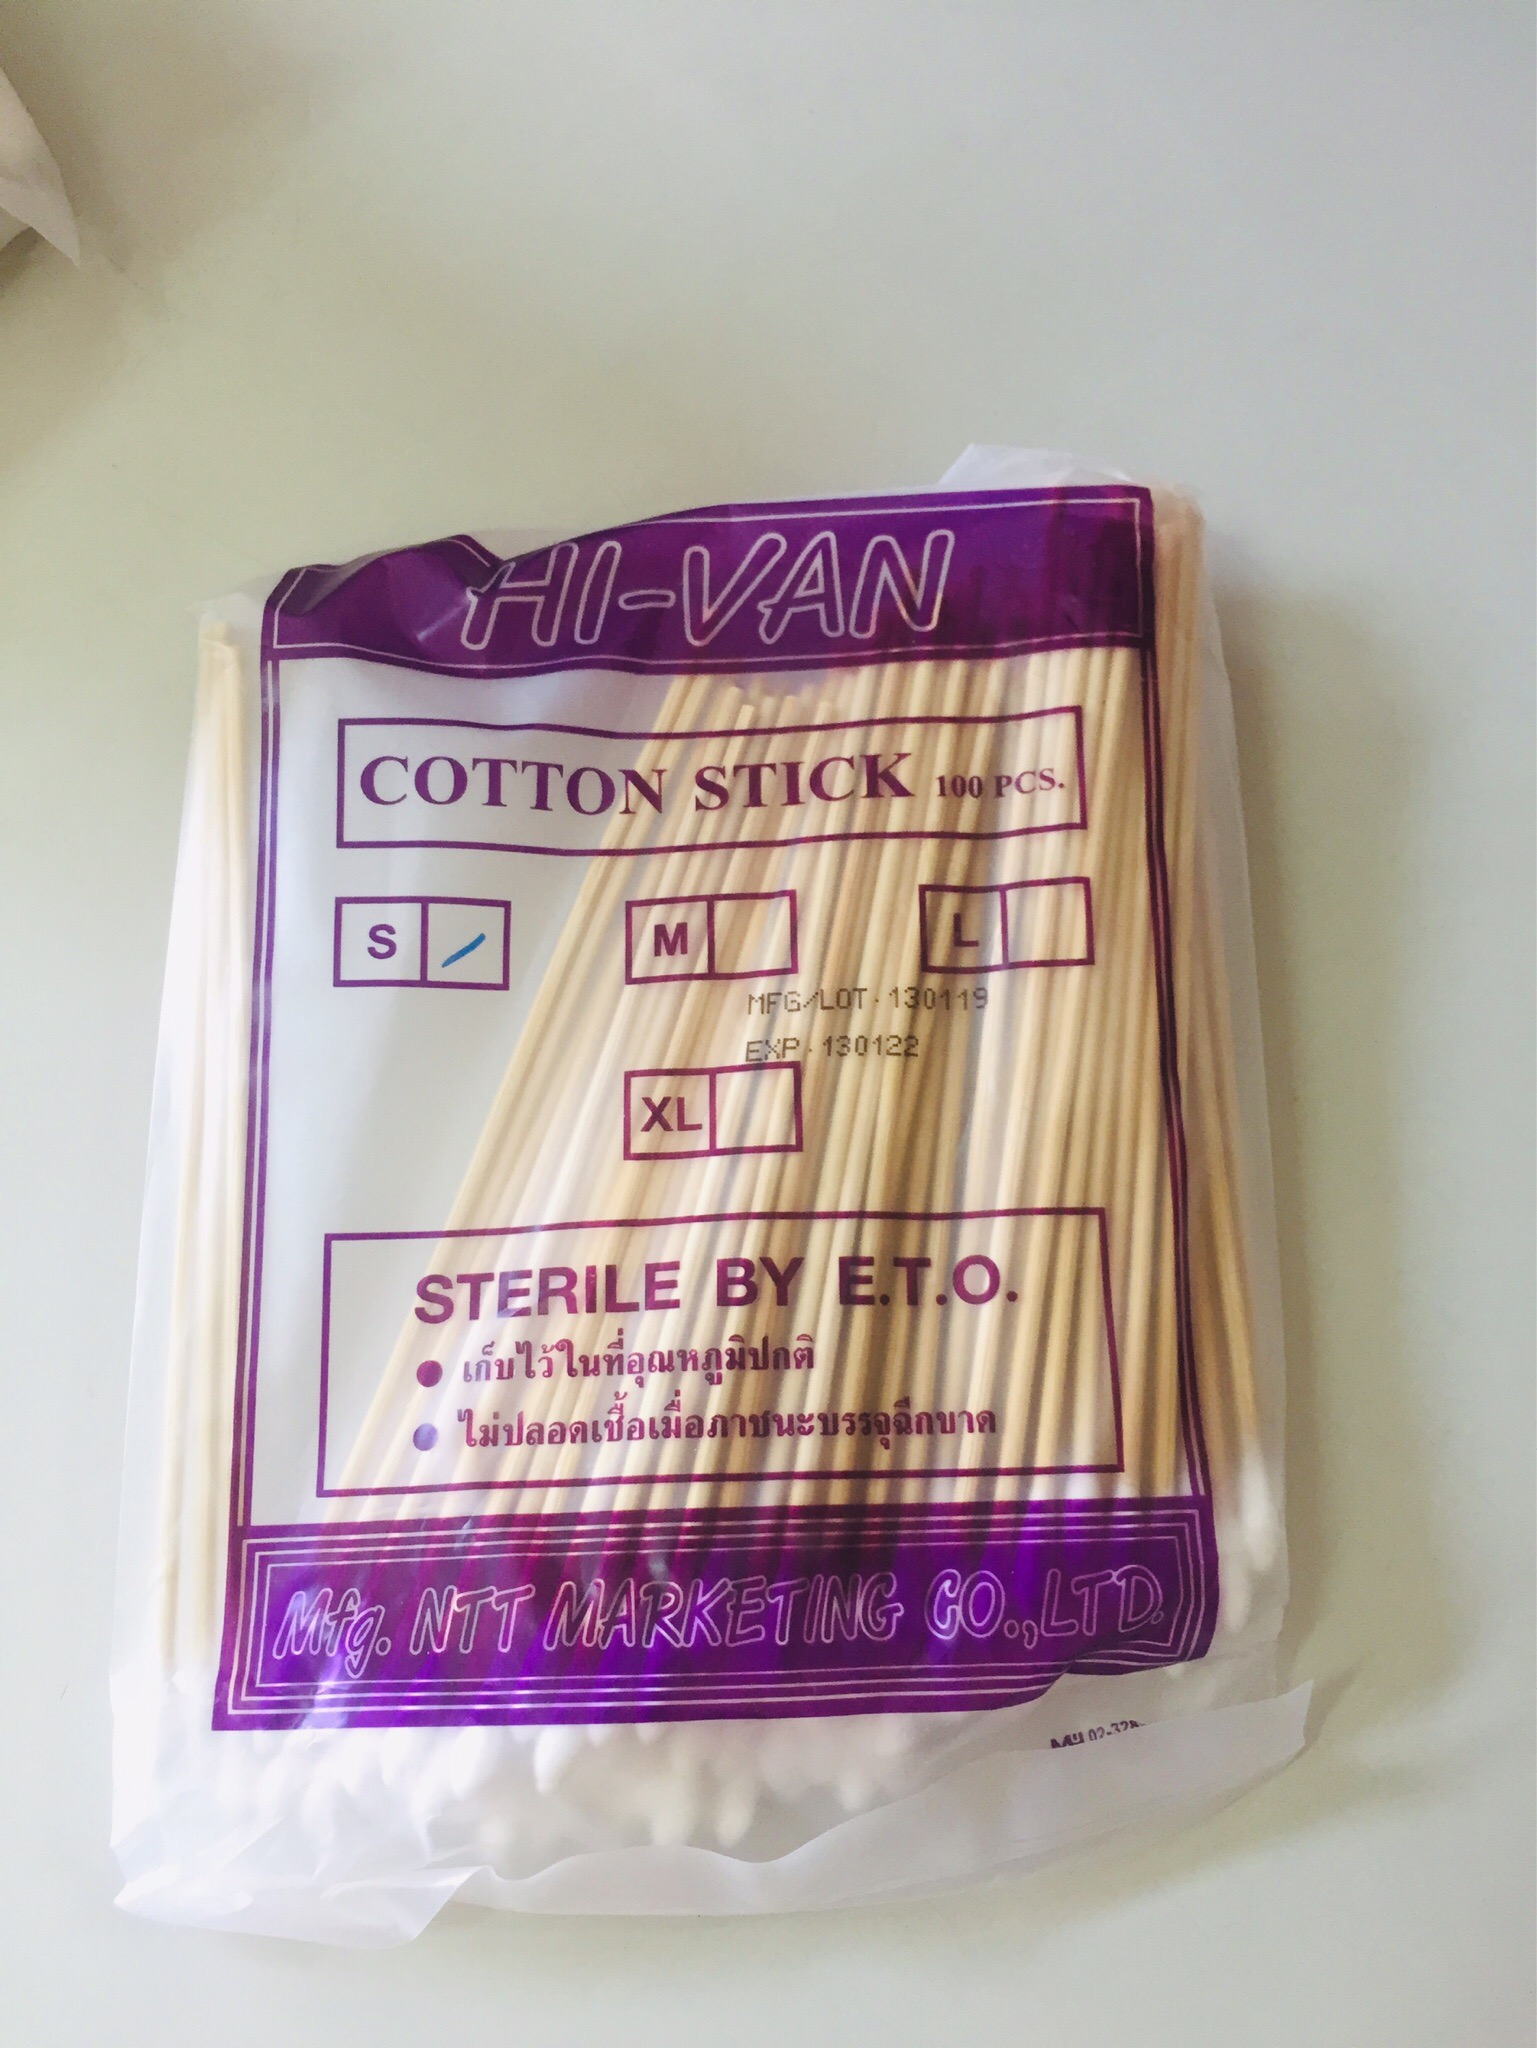 HI-VAN
COTTON STICK 100 PCS.
S M L
MFG/LOT. 130119
EXP. 130122
XL
STERILE BY E.T.O.
● เก็บไว้ในที่อุณหภูมิปกติ
● ไม่ปลอดเชื้อเมื่อภาชนะบรรจุฉีกขาด
Mfg. NTT MARKETING CO.,LTD.